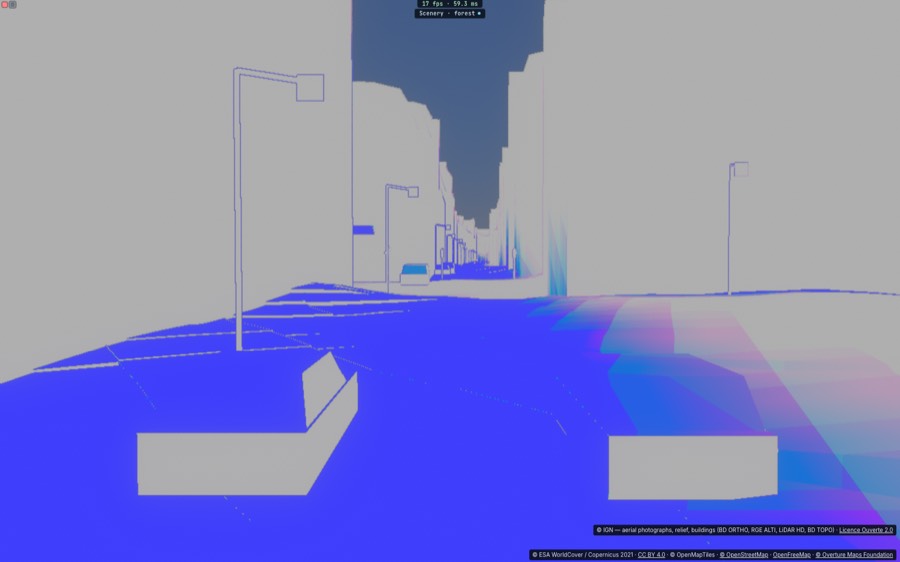 17 fps · 59.3 ms
Scenery · forest
© IGN — aerial photographs, relief, buildings (BD ORTHO, RGE ALTI, LiDAR HD, BD TOPO) · Licence Ouverte 2.0
© ESA WorldCover / Copernicus 2021 · CC BY 4.0 · © OpenMapTiles · © OpenStreetMap · OpenFreeMap · © Overture Maps Foundation